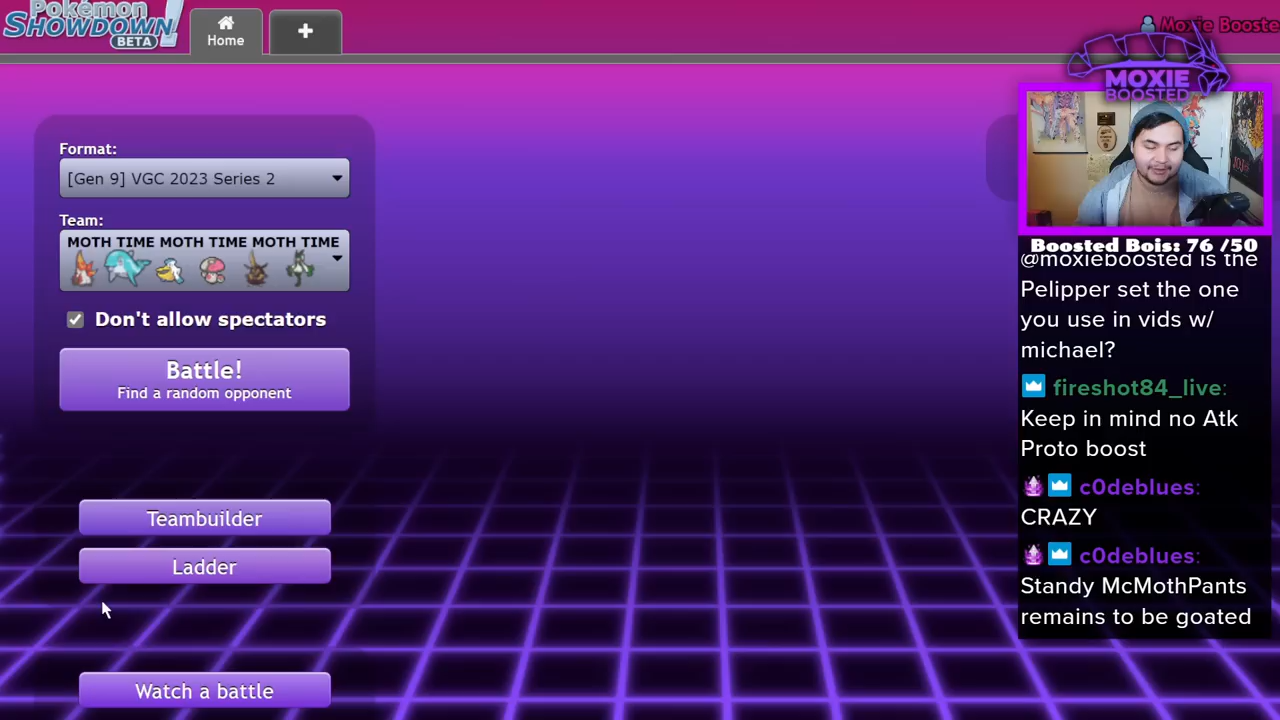 Pokémon
SHOWDOWN!
BETA
Home
Moxie Booste
MOXIE
BOOSTED
Format:
[Gen 9] VGC 2023 Series 2
Team:
MOTH TIME MOTH TIME MOTH TIME
Don't allow spectators
Battle!
Find a random opponent
Teambuilder
Ladder
Watch a battle
Boosted Bois: 76 /50
@moxieboosted is the
Pelipper set the one
you use in vids w/
michael?
fireshot84_live:
Keep in mind no Atk
Proto boost
c0deblues:
CRAZY
c0deblues:
Standy McMothPants
remains to be goated